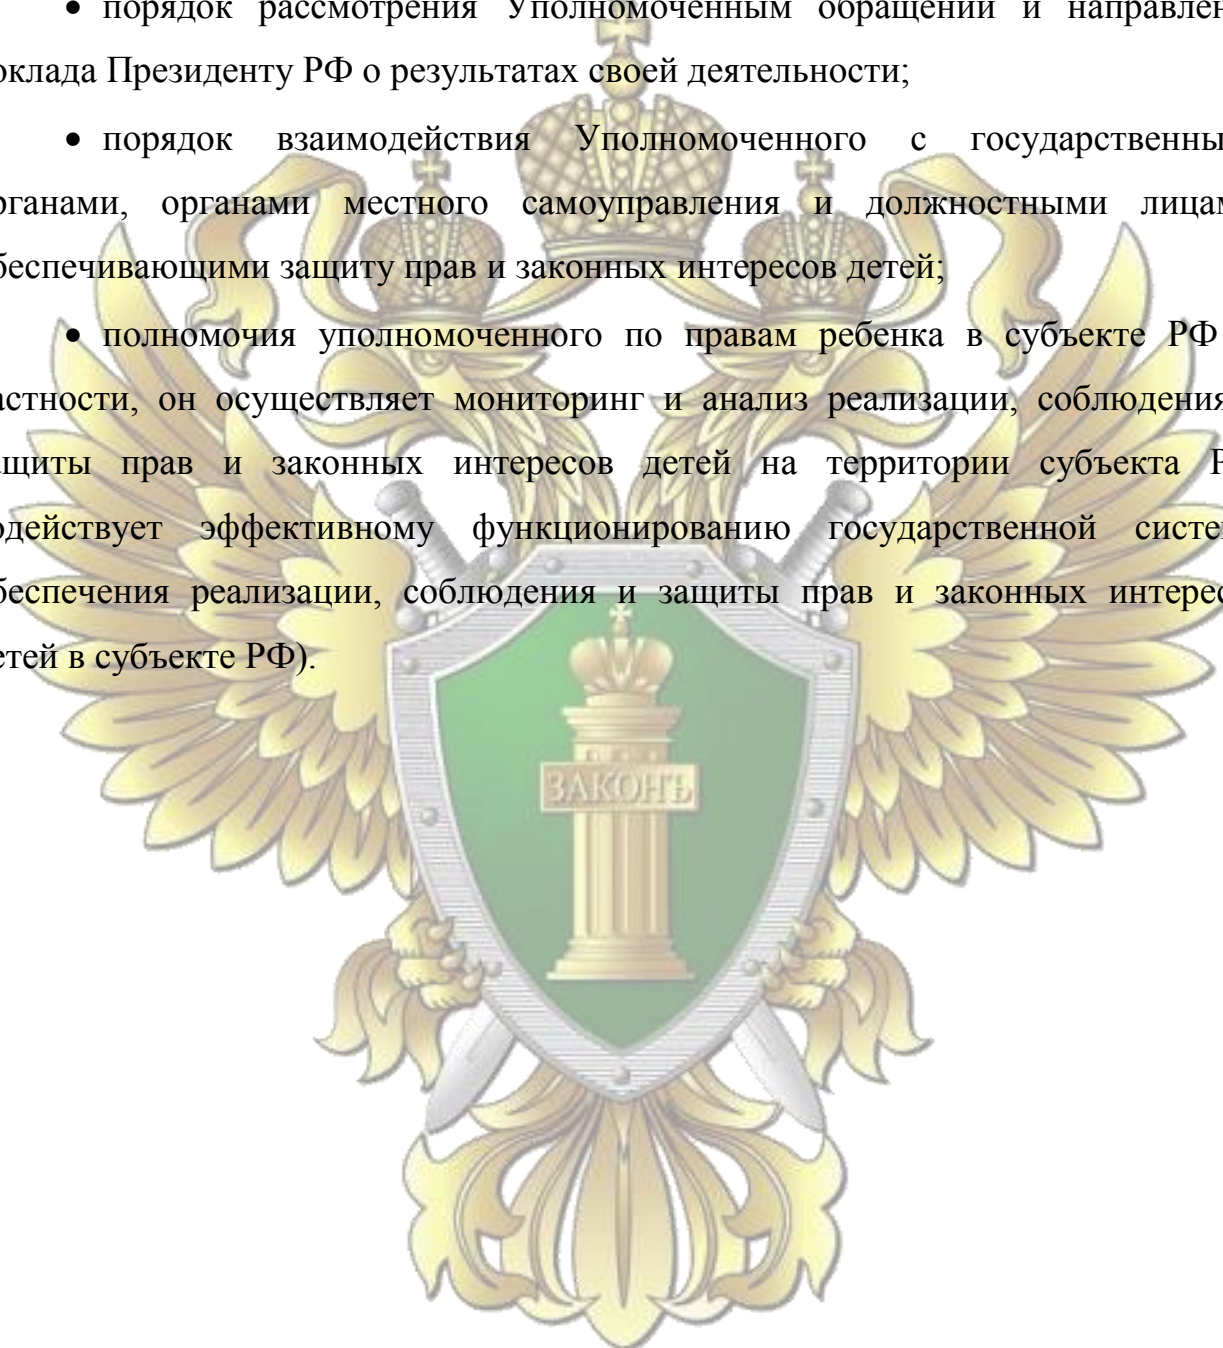 • порядок рассмотрения Уполномоченным обращений и направлен
оклада Президенту РФ о результатах своей деятельности;
• порядок взаимодействия Уполномоченного с государственны
рганами, органами местного самоуправления и должностными лицам
беспечивающими защиту прав и законных интересов детей;
• полномочия уполномоченного по правам ребенка в субъекте РФ
астности, он осуществляет мониторинг и анализ реализации, соблюдения
ащиты прав и законных интересов детей на территории субъекта Р
одействует эффективному функционированию государственной систем
беспечения реализации, соблюдения и защиты прав и законных интерес
етей в субъекте РФ).
ЗАКОНЪ